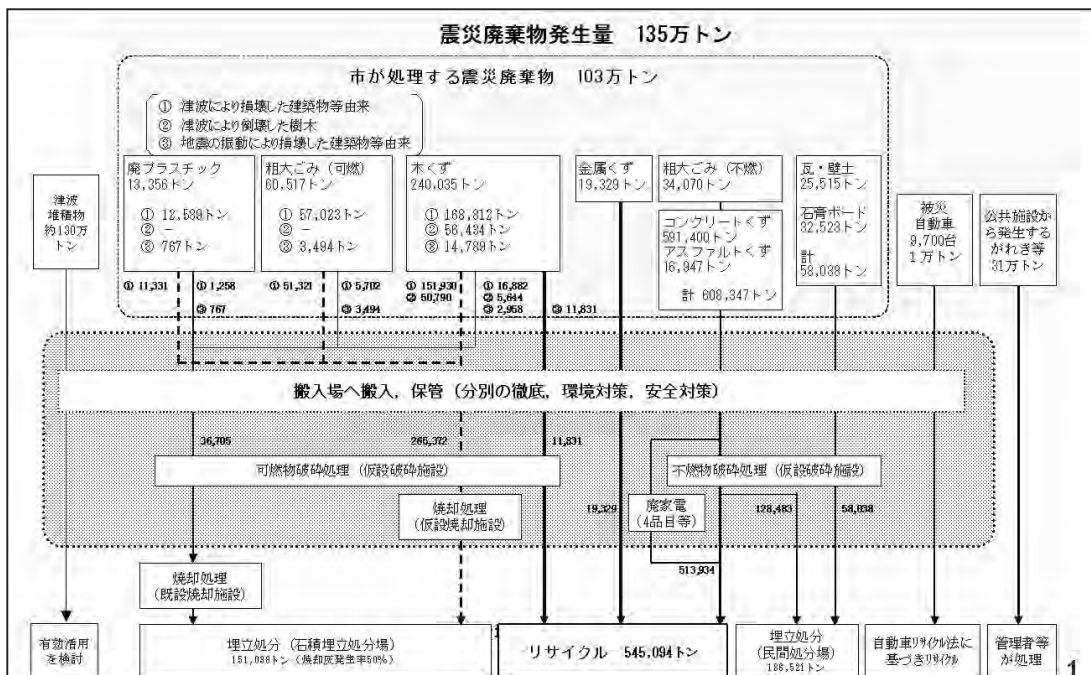 震災廃棄物発生量 135万トン
市が処理する震災廃棄物 103万トン
① 津波により損壊した建築物等由来
② 津波により倒壊した樹木
③ 地震の振動により損壊した建築物等由来
津波
堆積物
約130万
トン
廃プラスチック
13,356トン
① 12,589トン
② -
③ 767トン
粗大ごみ(可燃)
60,517トン
① 57,023トン
② -
③ 3,494トン
木くず
240,035トン
① 168,812トン
② 56,434トン
③ 14,789トン
金属くず
19,329トン
粗大ごみ(不燃)
34,070トン
コンクリートくず
591,400トン
アスファルトくず
16,947トン
計 608,347トン
瓦・壁土
25,515トン
石膏ボード
32,523トン
計
58,038トン
被災
自動車
9,700台
1万トン
公共施設か
ら発生する
がれき等
31万トン
① 11,331
① 1,258
③ 767
① 51,321
① 5,702
③ 3,494
① 151,930
② 50,790
① 16,882
② 5,644
③ 2,958
③ 11,831
搬入場へ搬入,保管(分別の徹底,環境対策,安全対策)
36,705
265,372
11,831
可燃物破砕処理(仮設破砕施設)
不燃物破砕処理(仮設破砕施設)
焼却処理
(仮設焼却施設)
19,329
廃家電
(4品目等)
128,483
58,038
513,934
焼却処理
(既設焼却施設)
有効活用
を検討
埋立処分(石積埋立処分場)
151,038トン(焼却灰発生率50%)
リサイクル 545,094トン
埋立処分
(民間処分場)
186,521トン
自動車リサイクル法に
基づきリサイクル
管理者等
が処理
1